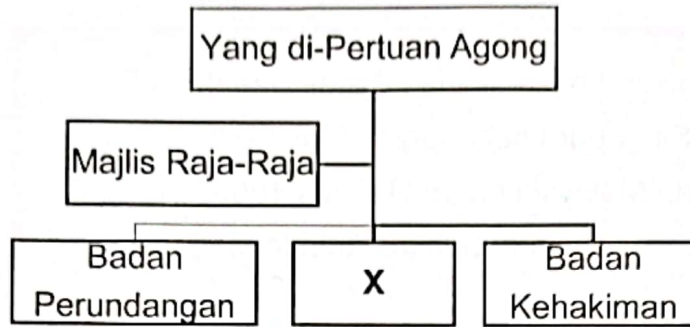 Yang di-Pertuan Agong
Majlis Raja-Raja
Badan
Perundangan
X
Badan
Kehakiman